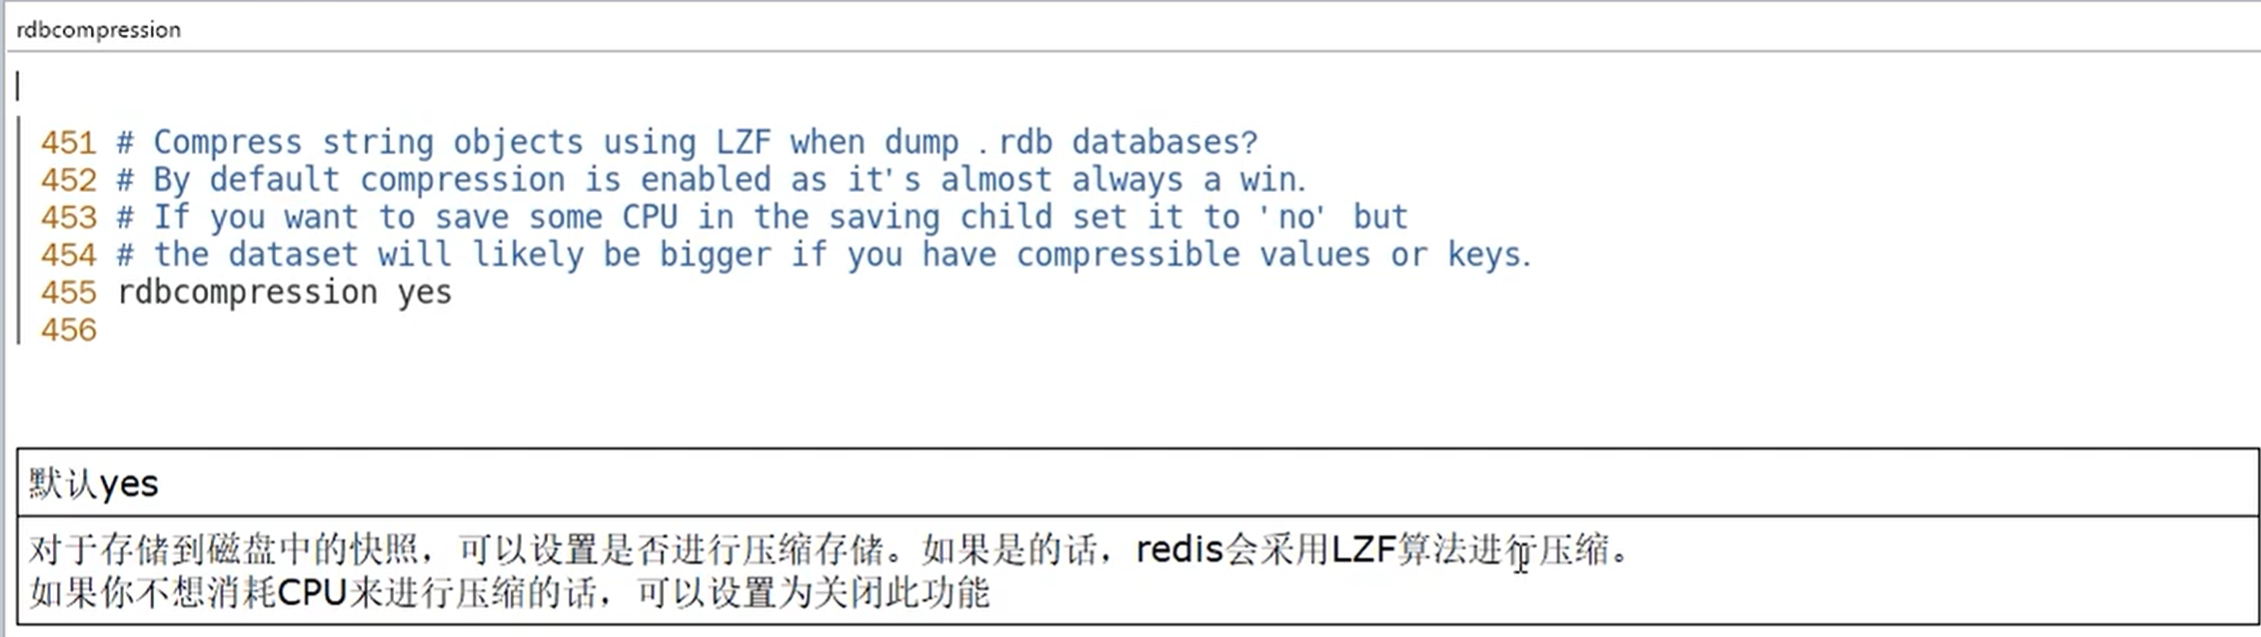 rdbcompression
451 # Compress string objects using LZF when dump .rdb databases?
452 # By default compression is enabled as it's almost always a win.
453 # If you want to save some CPU in the saving child set it to 'no' but
454 # the dataset will likely be bigger if you have compressible values or keys.
455 rdbcompression yes
456
默认yes
对于存储到磁盘中的快照，可以设置是否进行压缩存储。如果是的话，redis会采用LZF算法进行压缩。
如果你不想消耗CPU来进行压缩的话，可以设置为关闭此功能